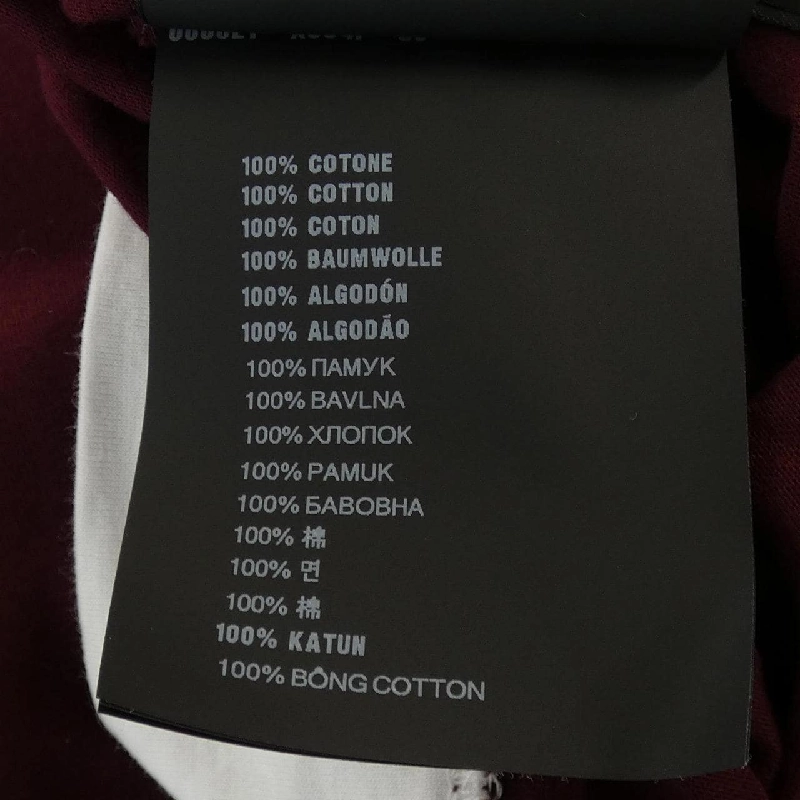 100% COTONE
100% COTTON
100% COTON
100% BAUMWOLLE
100% ALGODÓN
100% ALGODÃO
100% ПАМУК
100% BAVLNA
100% ХЛОПОК
100% PAMUK
100% БАВОВНА
100% 棉
100% 면
100% 棉
100% KATUN
100% BÔNG COTTON